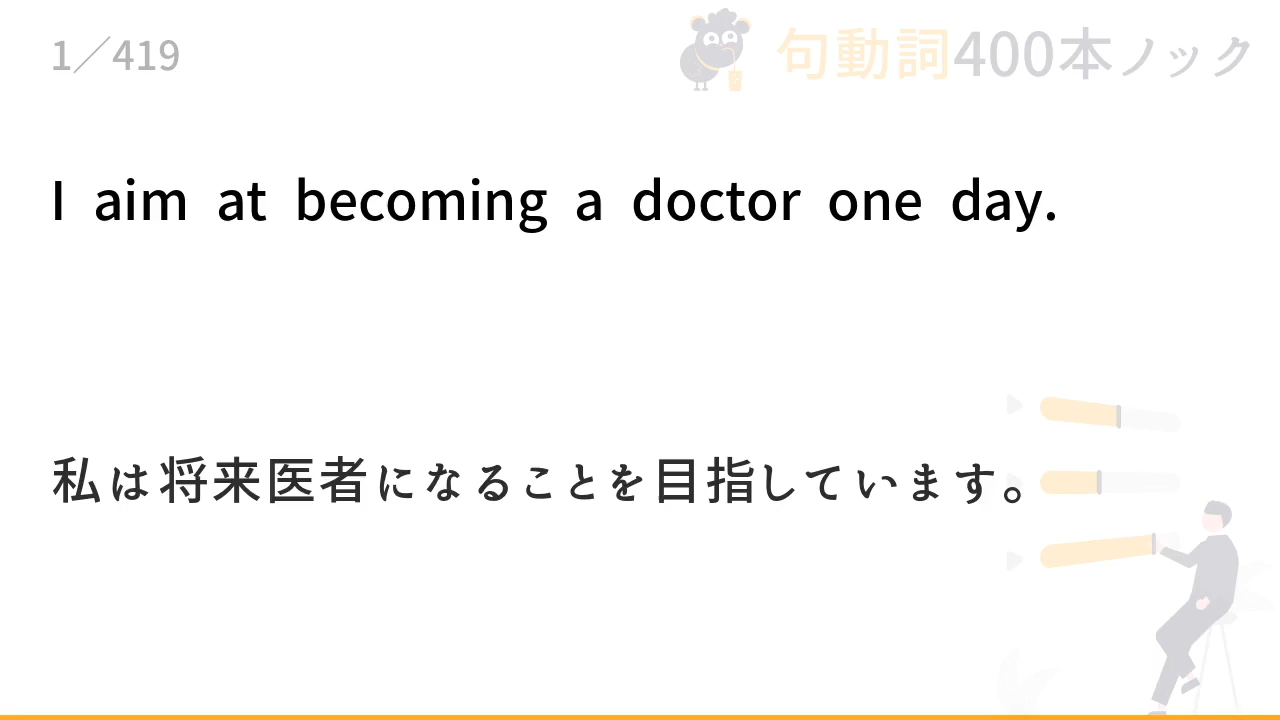 1／419
句動詞400本ノック
I aim at becoming a doctor one day.
私は将来医者になることを目指しています。